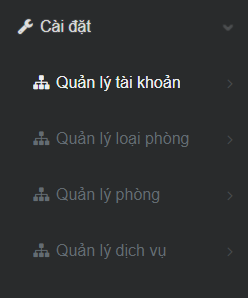 Cài đặt
Quản lý tài khoản
Quản lý loại phòng
Quản lý phòng
Quản lý dịch vụ